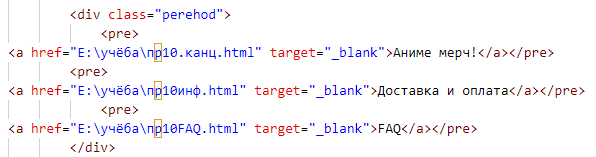 <div class="perehod">
<pre>
<a href="E:\учёба\пр10.канц.html" target="_blank">Аниме мерч!</a></pre>
<pre>
<a href="E:\учёба\пр10инф.html" target="_blank">Доставка и оплата</a></pre>
<pre>
<a href="E:\учёба\пр10FAQ.html" target="_blank">FAQ</a></pre>
</div>